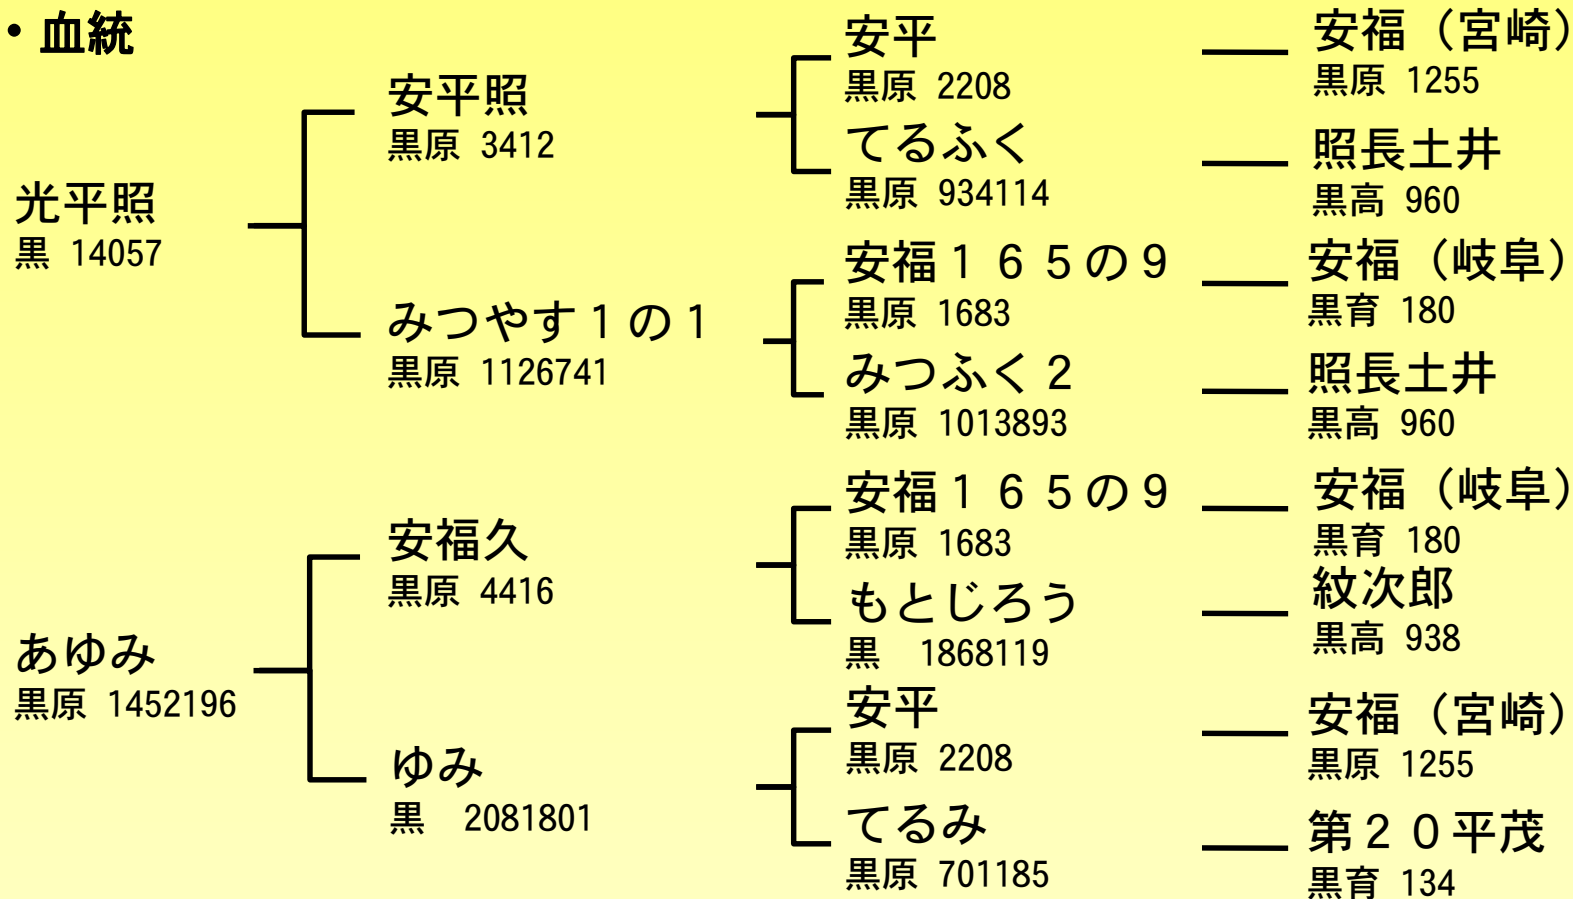 ・血統
光平照
黒 14057
あゆみ
黒原 1452196
安平照
黒原 3412
みつやす１の１
黒原 1126741
安福久
黒原 4416
ゆみ
黒 2081801
安平
黒原 2208
てるふく
黒原 934114
安福１６５の９
黒原 1683
みつふく２
黒原 1013893
安福１６５の９
黒原 1683
もとじろう
黒 1868119
安平
黒原 2208
てるみ
黒原 701185
安福（宮崎）
黒原 1255
照長土井
黒高 960
安福（岐阜）
黒育 180
照長土井
黒高 960
安福（岐阜）
黒育 180
紋次郎
黒高 938
安福（宮崎）
黒原 1255
第２０平茂
黒育 134